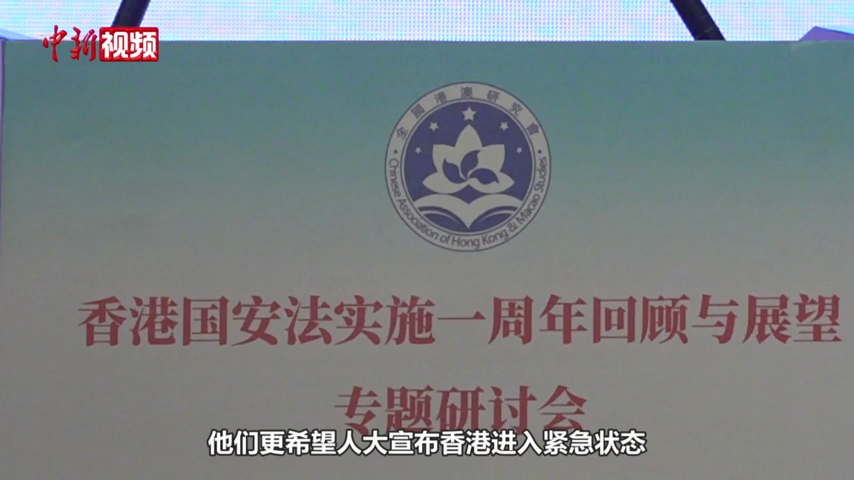 中新视频
全國港澳研究會
Chinese Association of Hong Kong & Macao Studies
香港国安法实施一周年回顾与展望
专题研讨会
他们更希望人大宣布香港进入紧急状态